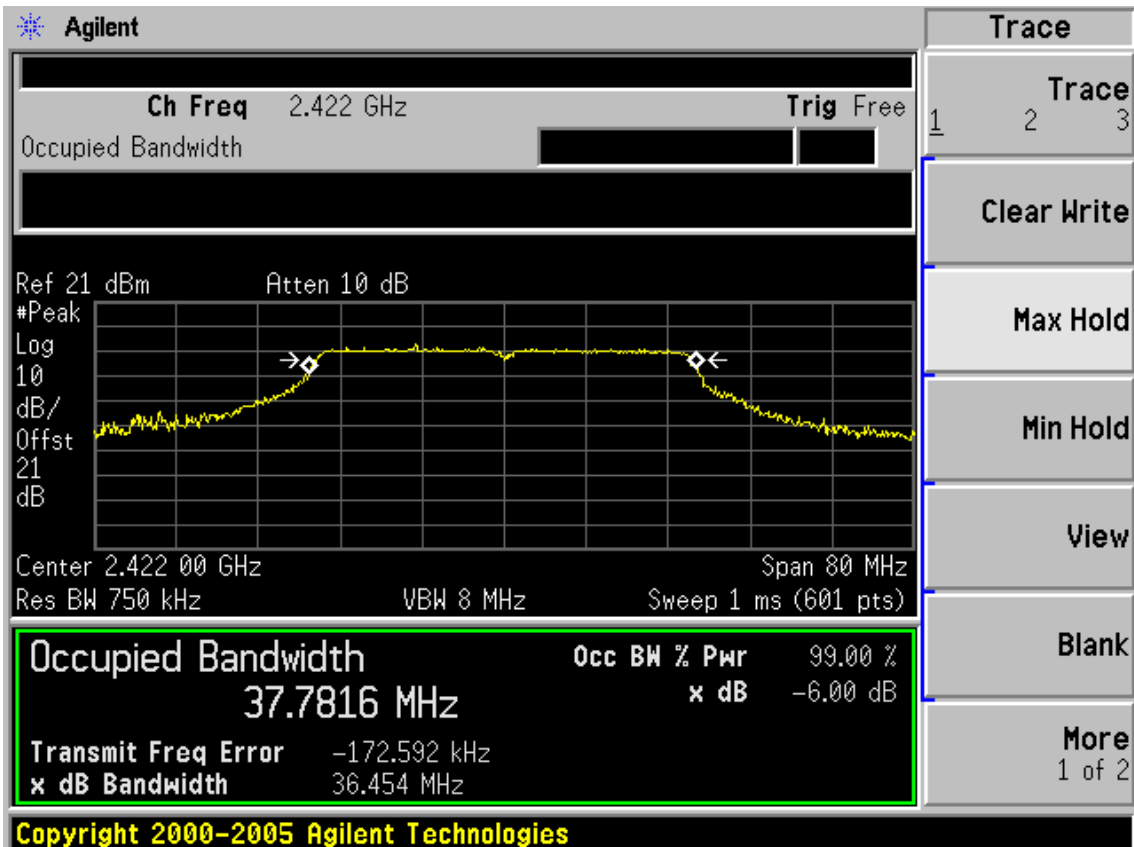 Agilent
Trace
Ch Freq 2.422 GHz Trig Free
Occupied Bandwidth
Trace
1 2 3
Clear Write
Max Hold
Min Hold
View
Blank
More
1 of 2
Ref 21 dBm Atten 10 dB
#Peak
Log
10
dB/
Offst
21
dB
Center 2.422 00 GHz Span 80 MHz
Res BW 750 kHz VBW 8 MHz Sweep 1 ms (601 pts)
Occupied Bandwidth Occ BW % Pwr 99.00 %
37.7816 MHz x dB -6.00 dB
Transmit Freq Error -172.592 kHz
x dB Bandwidth 36.454 MHz
Copyright 2000-2005 Agilent Technologies